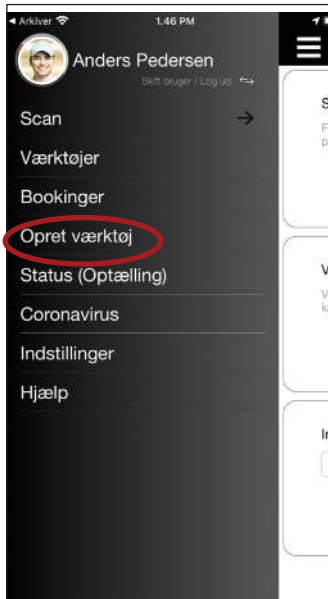 Arkiver 1.46 PM
Anders Pedersen
Skift bruger / Log ud
Scan
Værktøjer
Bookinger
Opret værktøj
Status (Optælling)
Coronavirus
Indstillinger
Hjælp